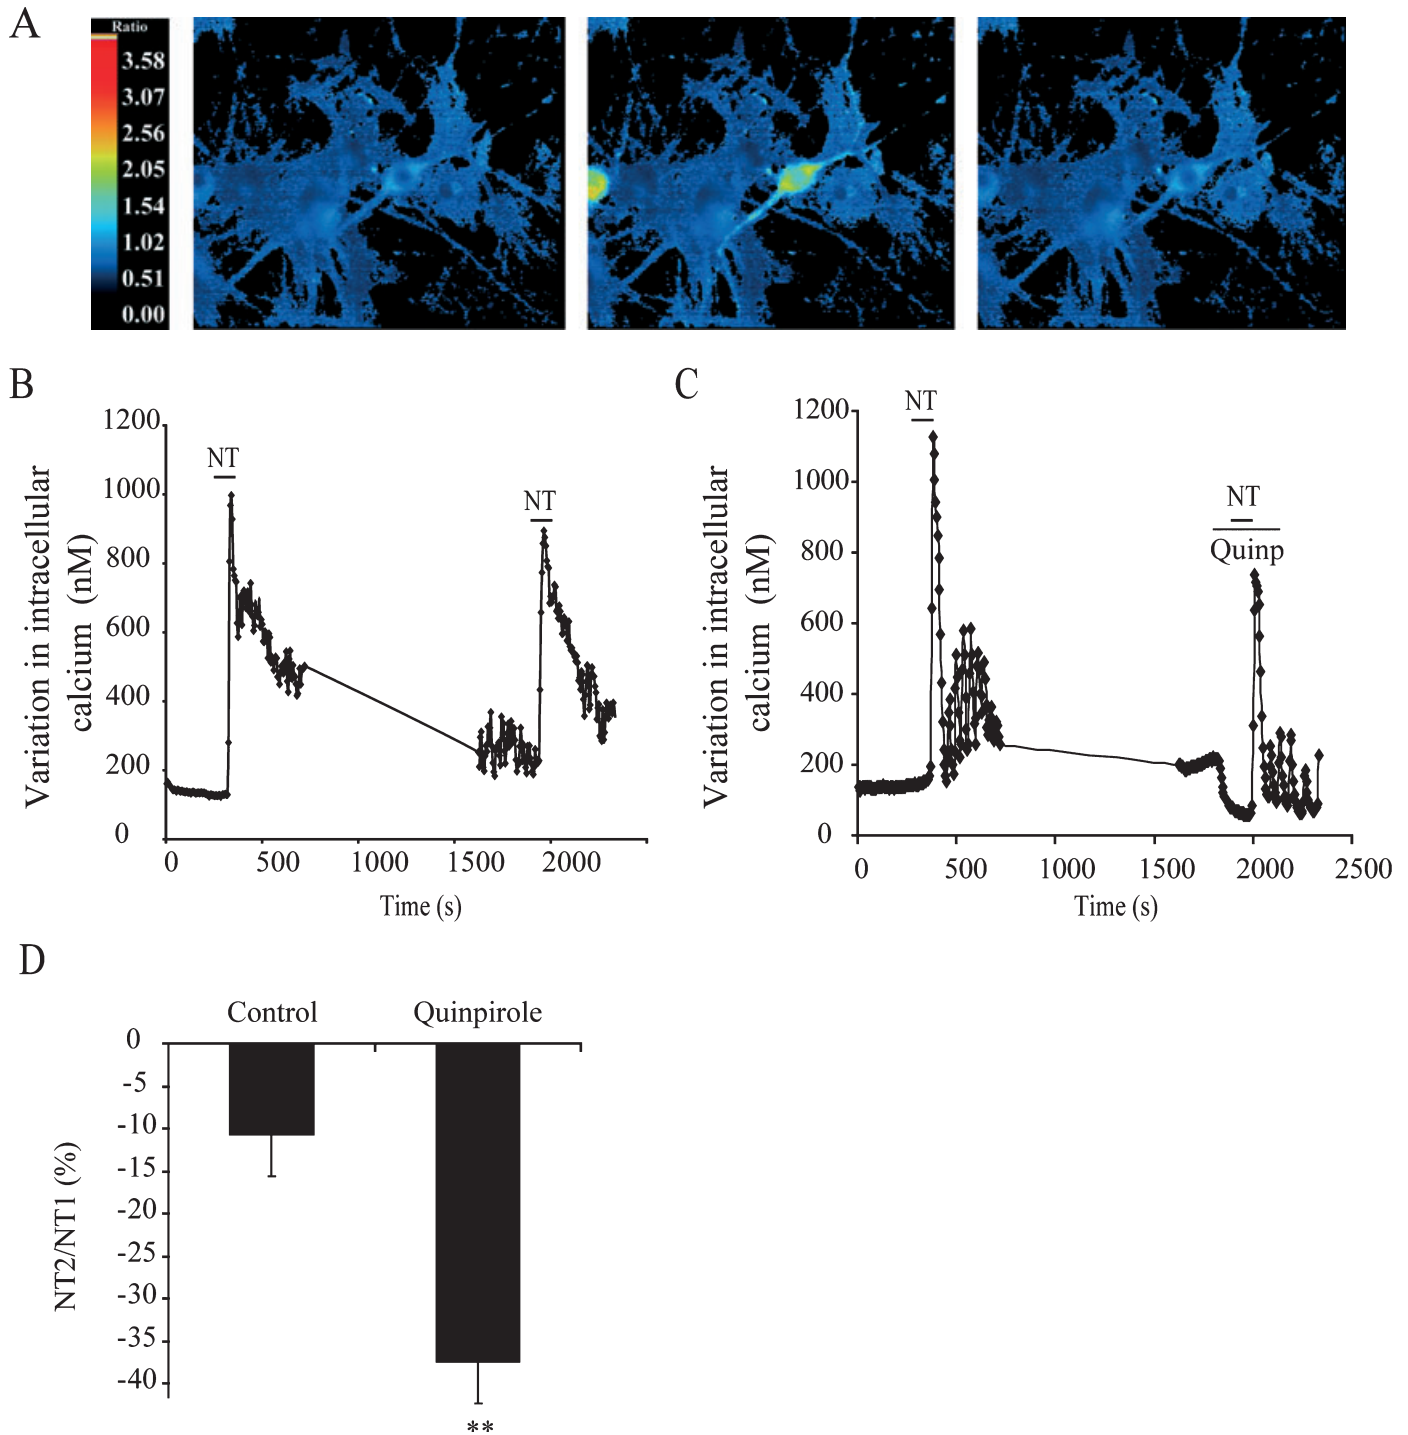 A
Ratio
3.58
3.07
2.56
2.05
1.54
1.02
0.51
0.00
B
Variation in intracellular
calcium (nM)
1200
1000
800
600
400
200
0
NT
NT
0 500 1000 1500 2000
Time (s)
C
Variation in intracellular
calcium (nM)
1200
1000
800
600
400
200
0
NT
NT
Quinp
0 500 1000 1500 2000 2500
Time (s)
D
Control Quinpirole
NT2/NT1 (%)
0
-5
-10
-15
-20
-25
-30
-35
-40
**